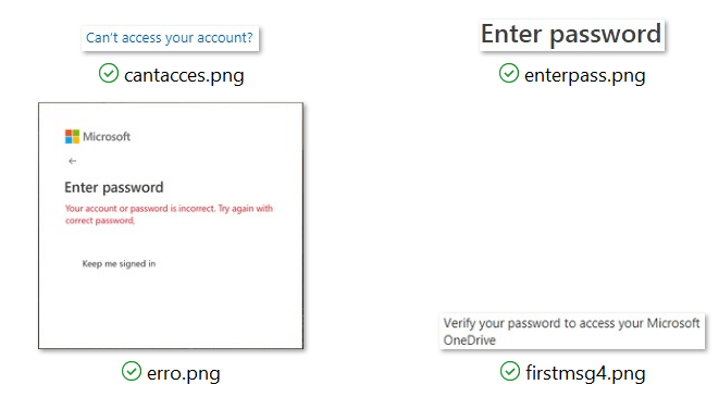 Can't access your account?
cantacces.png
Enter password
enterpass.png
Microsoft
Enter password
Your account or password is incorrect. Try again with
correct password.
Keep me signed in
erro.png
Verify your password to access your Microsoft
OneDrive
firstmsg4.png